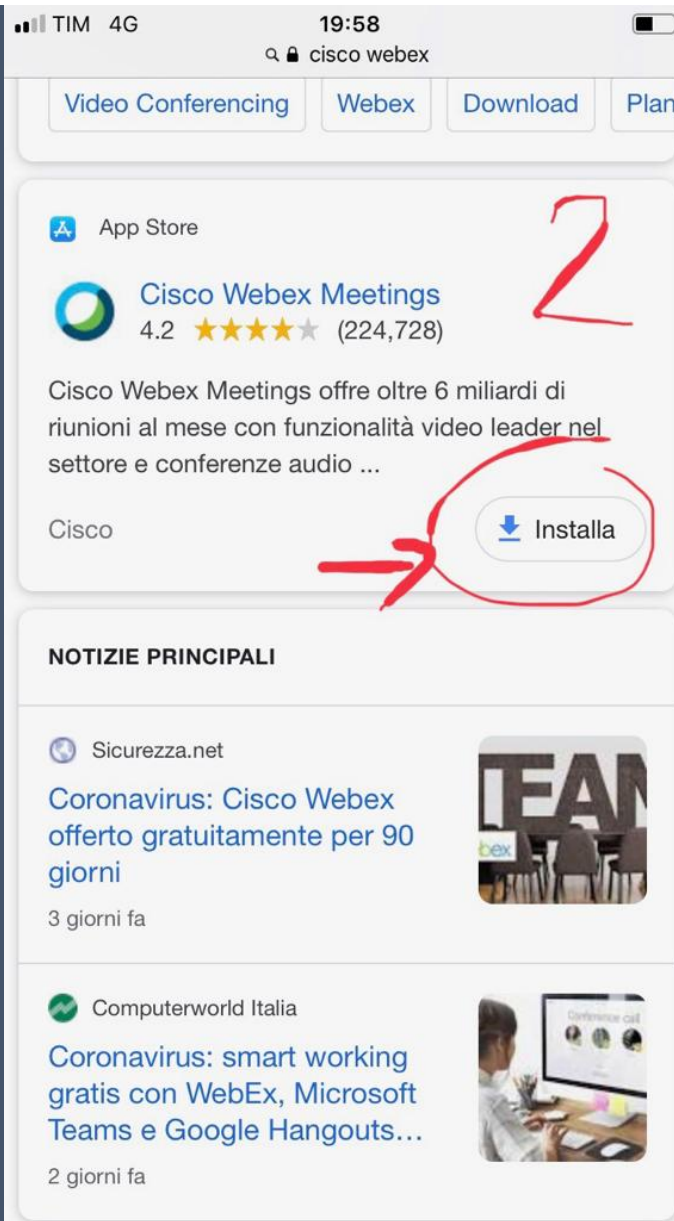 TIM 4G 19:58
cisco webex
Video Conferencing Webex Download Plan
App Store
2
Cisco Webex Meetings
4.2 (224,728)
Cisco Webex Meetings offre oltre 6 miliardi di
riunioni al mese con funzionalità video leader nel
settore e conferenze audio ...
Cisco
Installa
NOTIZIE PRINCIPALI
Sicurezza.net
Coronavirus: Cisco Webex
offerto gratuitamente per 90
giorni
3 giorni fa
TEAM
bex
Computerworld Italia
Coronavirus: smart working
gratis con WebEx, Microsoft
Teams e Google Hangouts...
2 giorni fa
Conference call